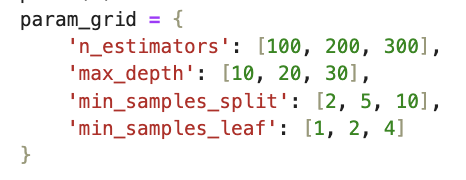 param_grid = {
    'n_estimators': [100, 200, 300],
    'max_depth': [10, 20, 30],
    'min_samples_split': [2, 5, 10],
    'min_samples_leaf': [1, 2, 4]
}